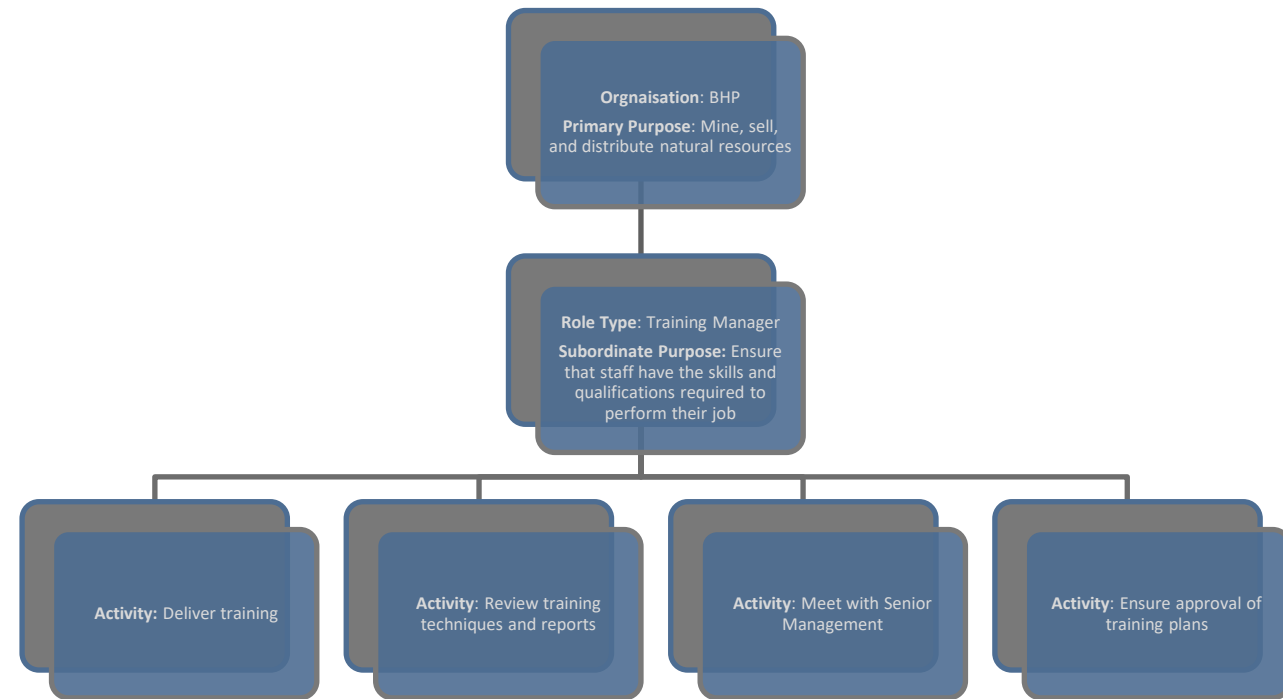 Orgnaisation: BHP
Primary Purpose: Mine, sell,
and distribute natural resources
Role Type: Training Manager
Subordinate Purpose: Ensure
that staff have the skills and
qualifications required to
perform their job
Activity: Deliver training
Activity: Review training
techniques and reports
Activity: Meet with Senior
Management
Activity: Ensure approval of
training plans